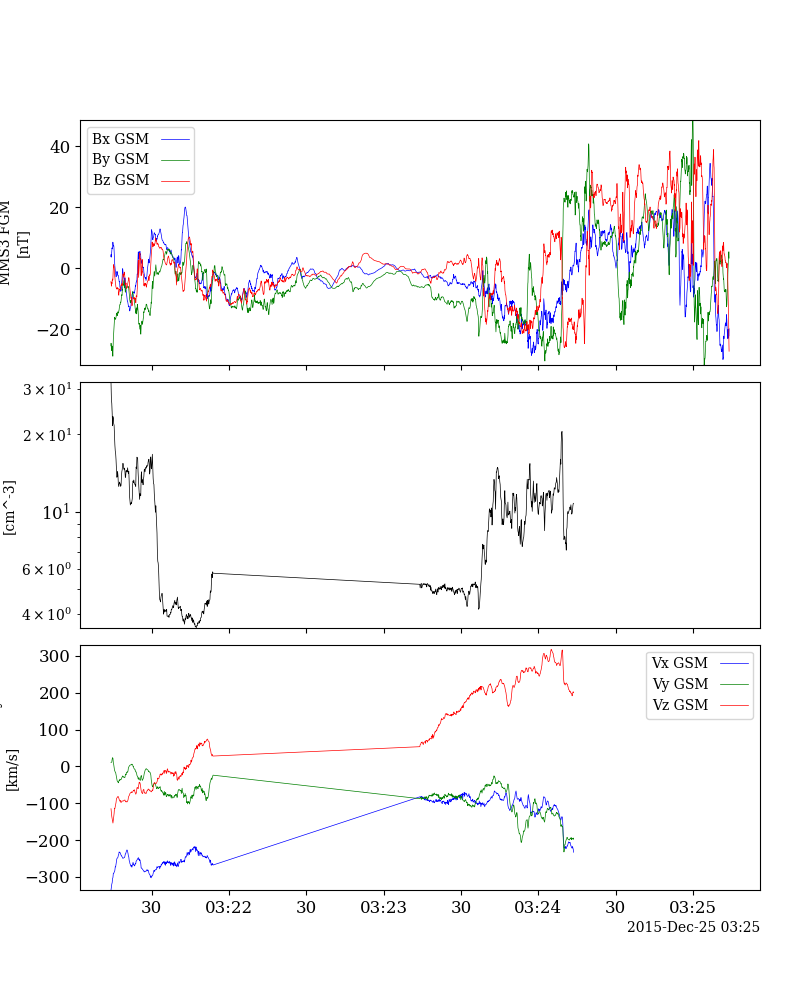 MMS3 FGM
[nT]
40
20
0
−20
Bx GSM
By GSM
Bz GSM
[cm^-3]
3×10¹
2×10¹
10¹
6×10⁰
4×10⁰
[km/s]
300
200
100
0
−100
−200
−300
Vx GSM
Vy GSM
Vz GSM
30 03:22 30 03:23 30 03:24 30 03:25
2015-Dec-25 03:25